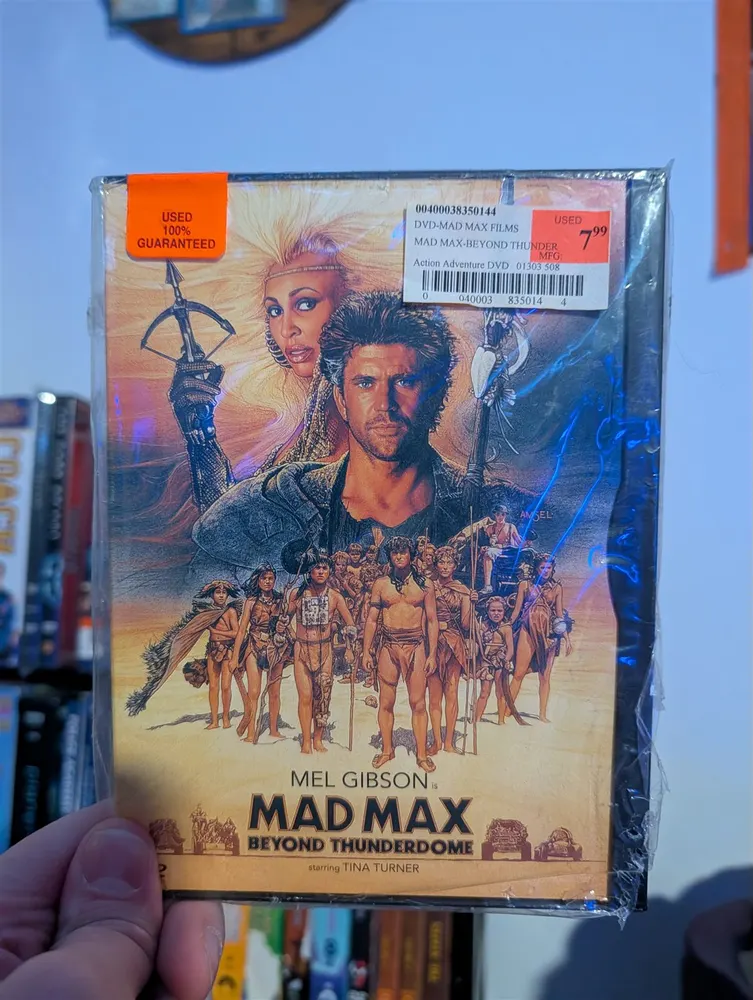 USED
100%
GUARANTEED
00400038350144
DVD-MAD MAX FILMS
MAD MAX-BEYOND THUNDER
MFG:
Action Adventure DVD 01303 508
USED
7.99
0 040003 835014 4
AMSEL
MEL GIBSON is
MAD MAX
BEYOND THUNDERDOME
starring TINA TURNER